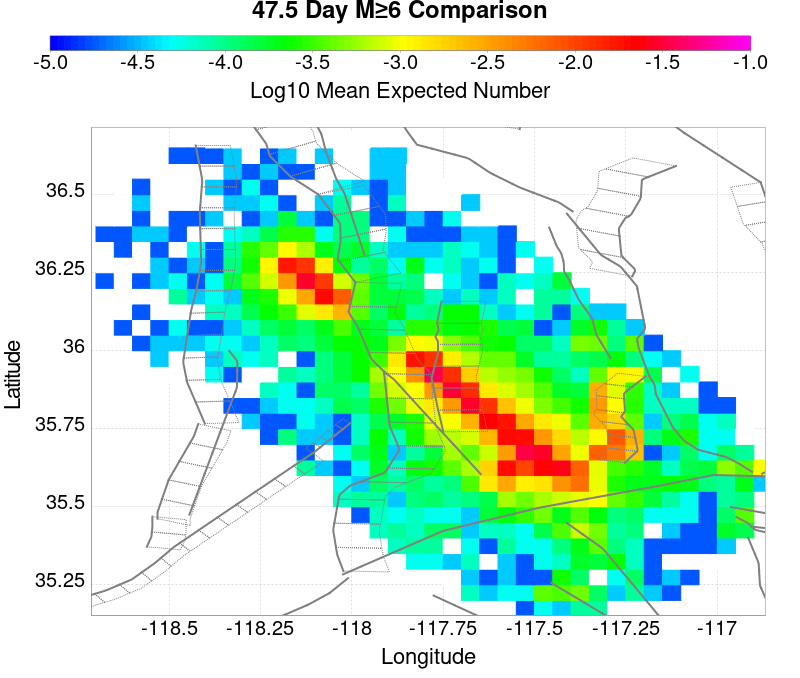 47.5 Day M≥6 Comparison
-5.0 -4.5 -4.0 -3.5 -3.0 -2.5 -2.0 -1.5 -1.0
Log10 Mean Expected Number
36.5
36.25
36
35.75
35.5
35.25
Latitude
-118.5 -118.25 -118 -117.75 -117.5 -117.25 -117
Longitude